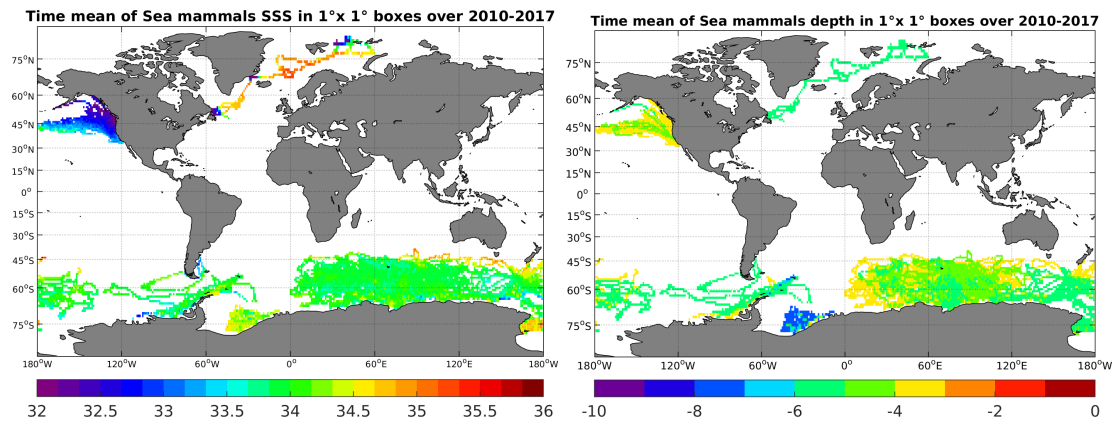 Time mean of Sea mammals SSS in 1°x 1° boxes over 2010-2017
75°N
60°N
45°N
30°N
15°N
0°
15°S
30°S
45°S
60°S
75°S
180°W 120°W 60°W 0° 60°E 120°E 180°W
32 32.5 33 33.5 34 34.5 35 35.5 36
Time mean of Sea mammals depth in 1°x 1° boxes over 2010-2017
75°N
60°N
45°N
30°N
15°N
0°
15°S
30°S
45°S
60°S
75°S
180°W 120°W 60°W 0° 60°E 120°E 180°W
-10 -8 -6 -4 -2 0